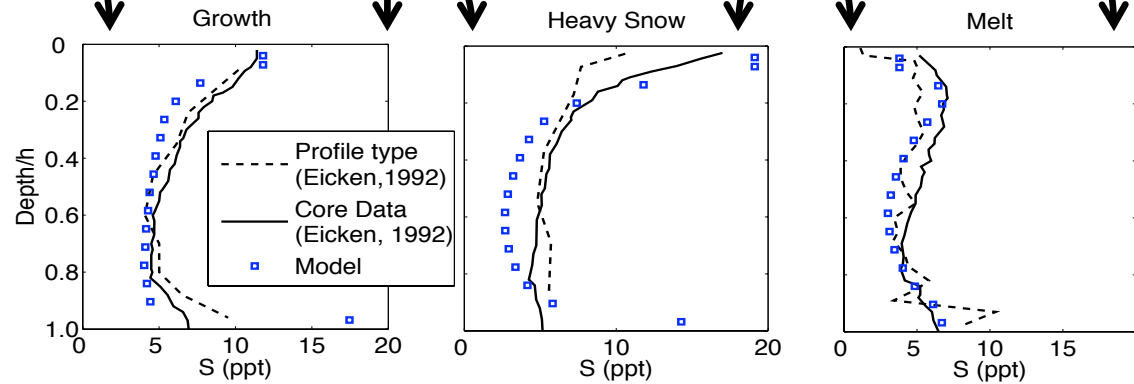 Growth
Heavy Snow
Melt
Depth/h
0
0.2
0.4
0.6
0.8
1.0
Profile type
(Eicken,1992)
Core Data
(Eicken, 1992)
Model
0 5 10 15 20
S (ppt)
0 10 20
S (ppt)
0 5 10 15
S (ppt)